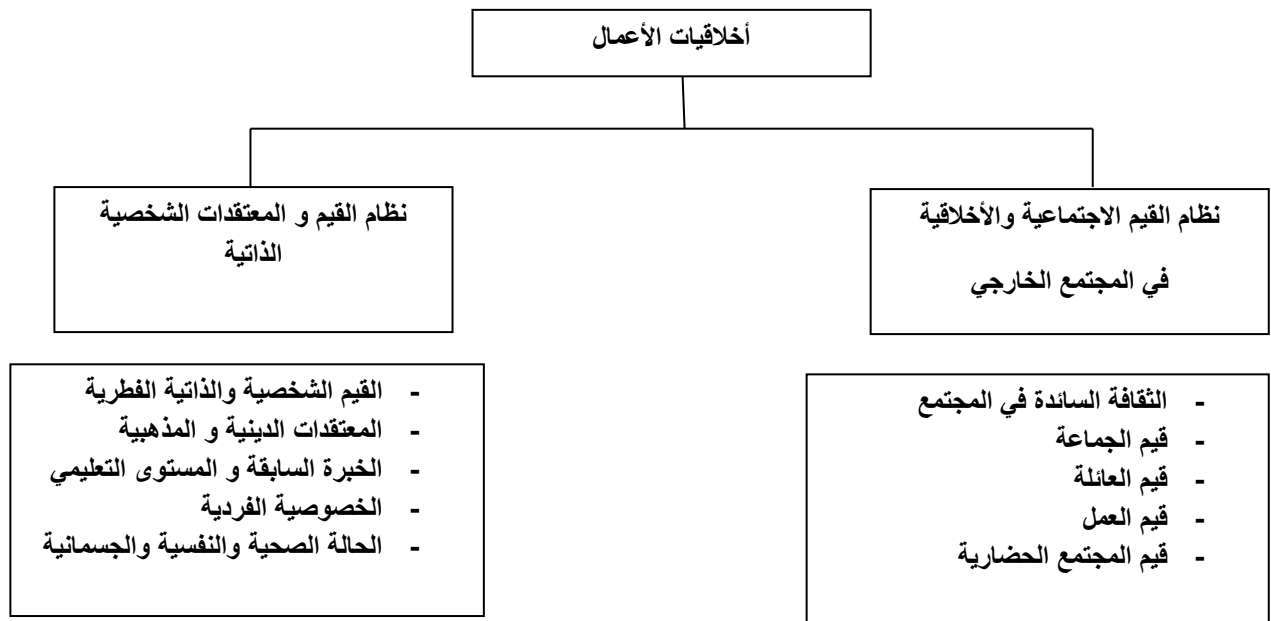 أخلاقيات الأعمال
نظام القيم الاجتماعية والأخلاقية
في المجتمع الخارجي
نظام القيم و المعتقدات الشخصية
الذاتية
- الثقافة السائدة في المجتمع
- قيم الجماعة
- قيم العائلة
- قيم العمل
- قيم المجتمع الحضارية
- القيم الشخصية والذاتية الفطرية
- المعتقدات الدينية و المذهبية
- الخبرة السابقة و المستوى التعليمي
- الخصوصية الفردية
- الحالة الصحية والنفسية والجسمانية